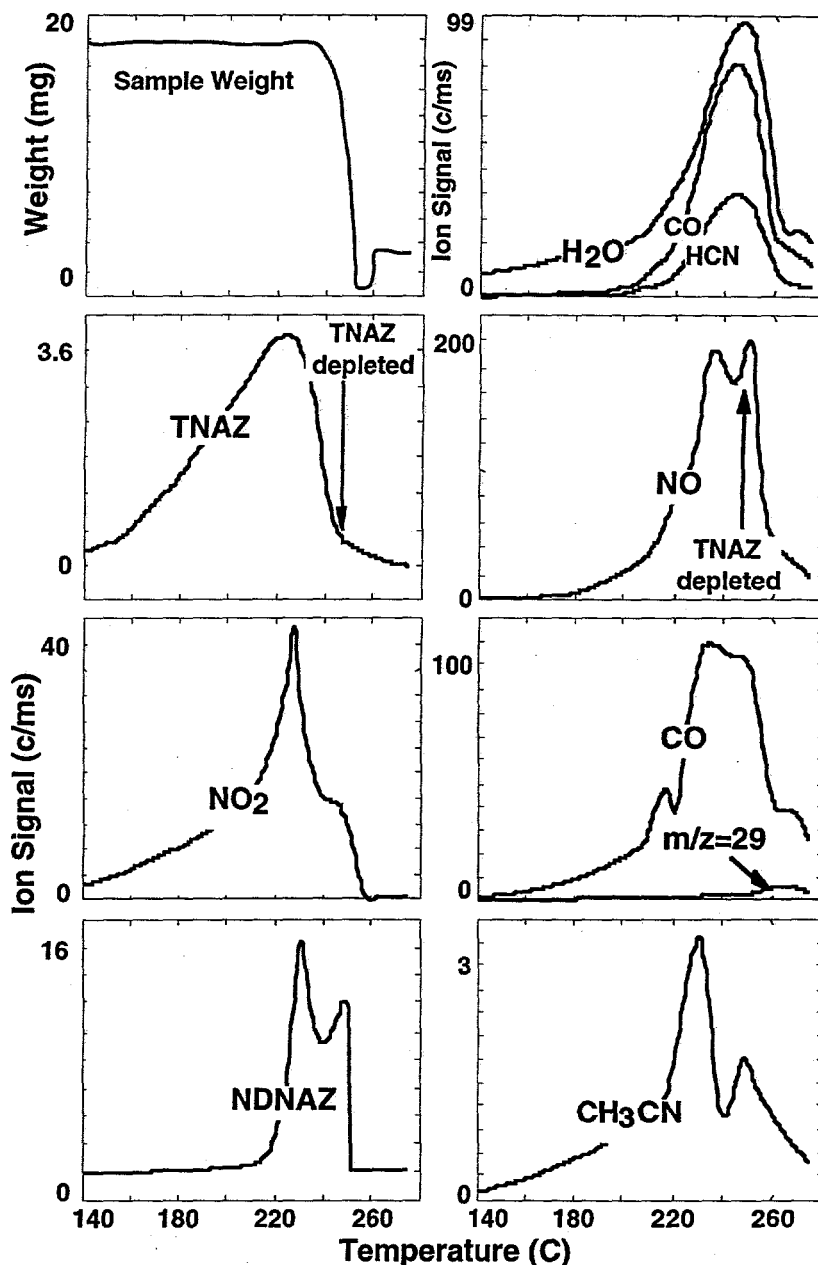 20
Weight (mg)
0
Sample Weight
99
Ion Signal (c/ms)
0
H2O
CO
HCN
3.6
0
TNAZ
TNAZ
depleted
200
0
NO
TNAZ
depleted
Ion Signal (c/ms)
40
0
NO2
100
0
CO
m/z=29
16
0
NDNAZ
140 180 220 260
3
0
CH3CN
140 180 220 260
Temperature (C)